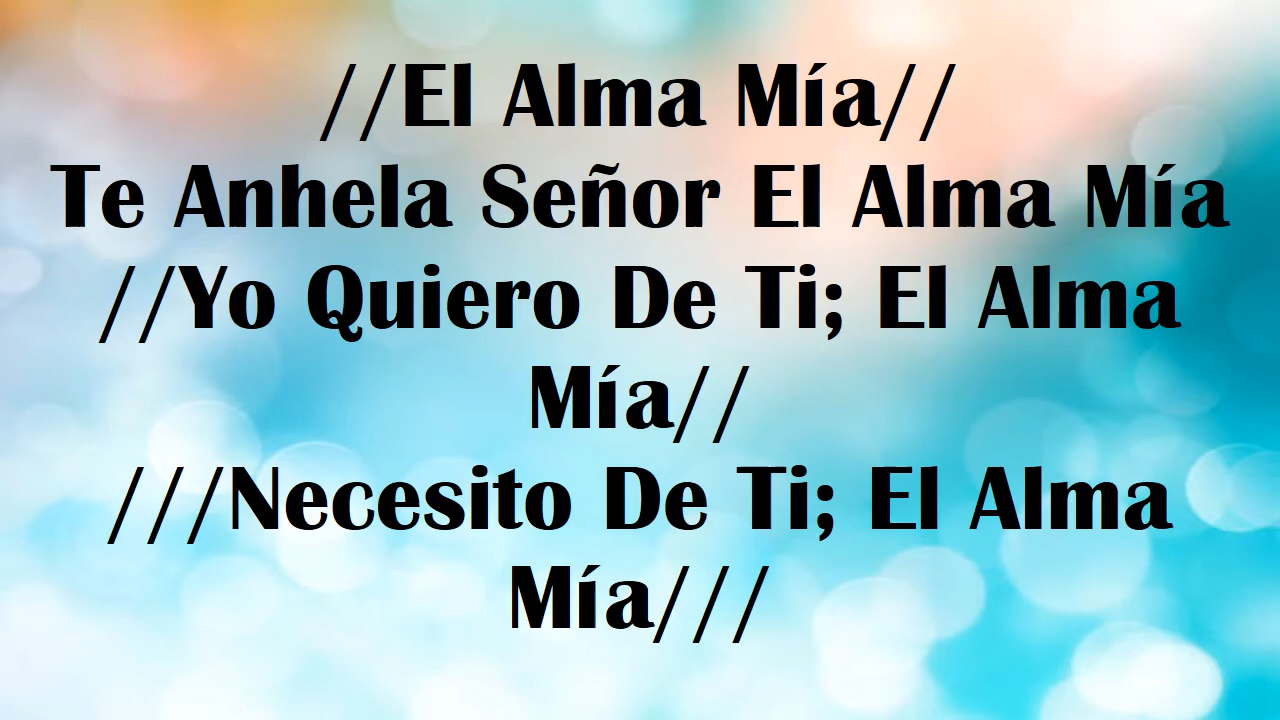 //El Alma Mía//
Te Anhela Señor El Alma Mía
//Yo Quiero De Ti; El Alma
Mía//
///Necesito De Ti; El Alma
Mía///